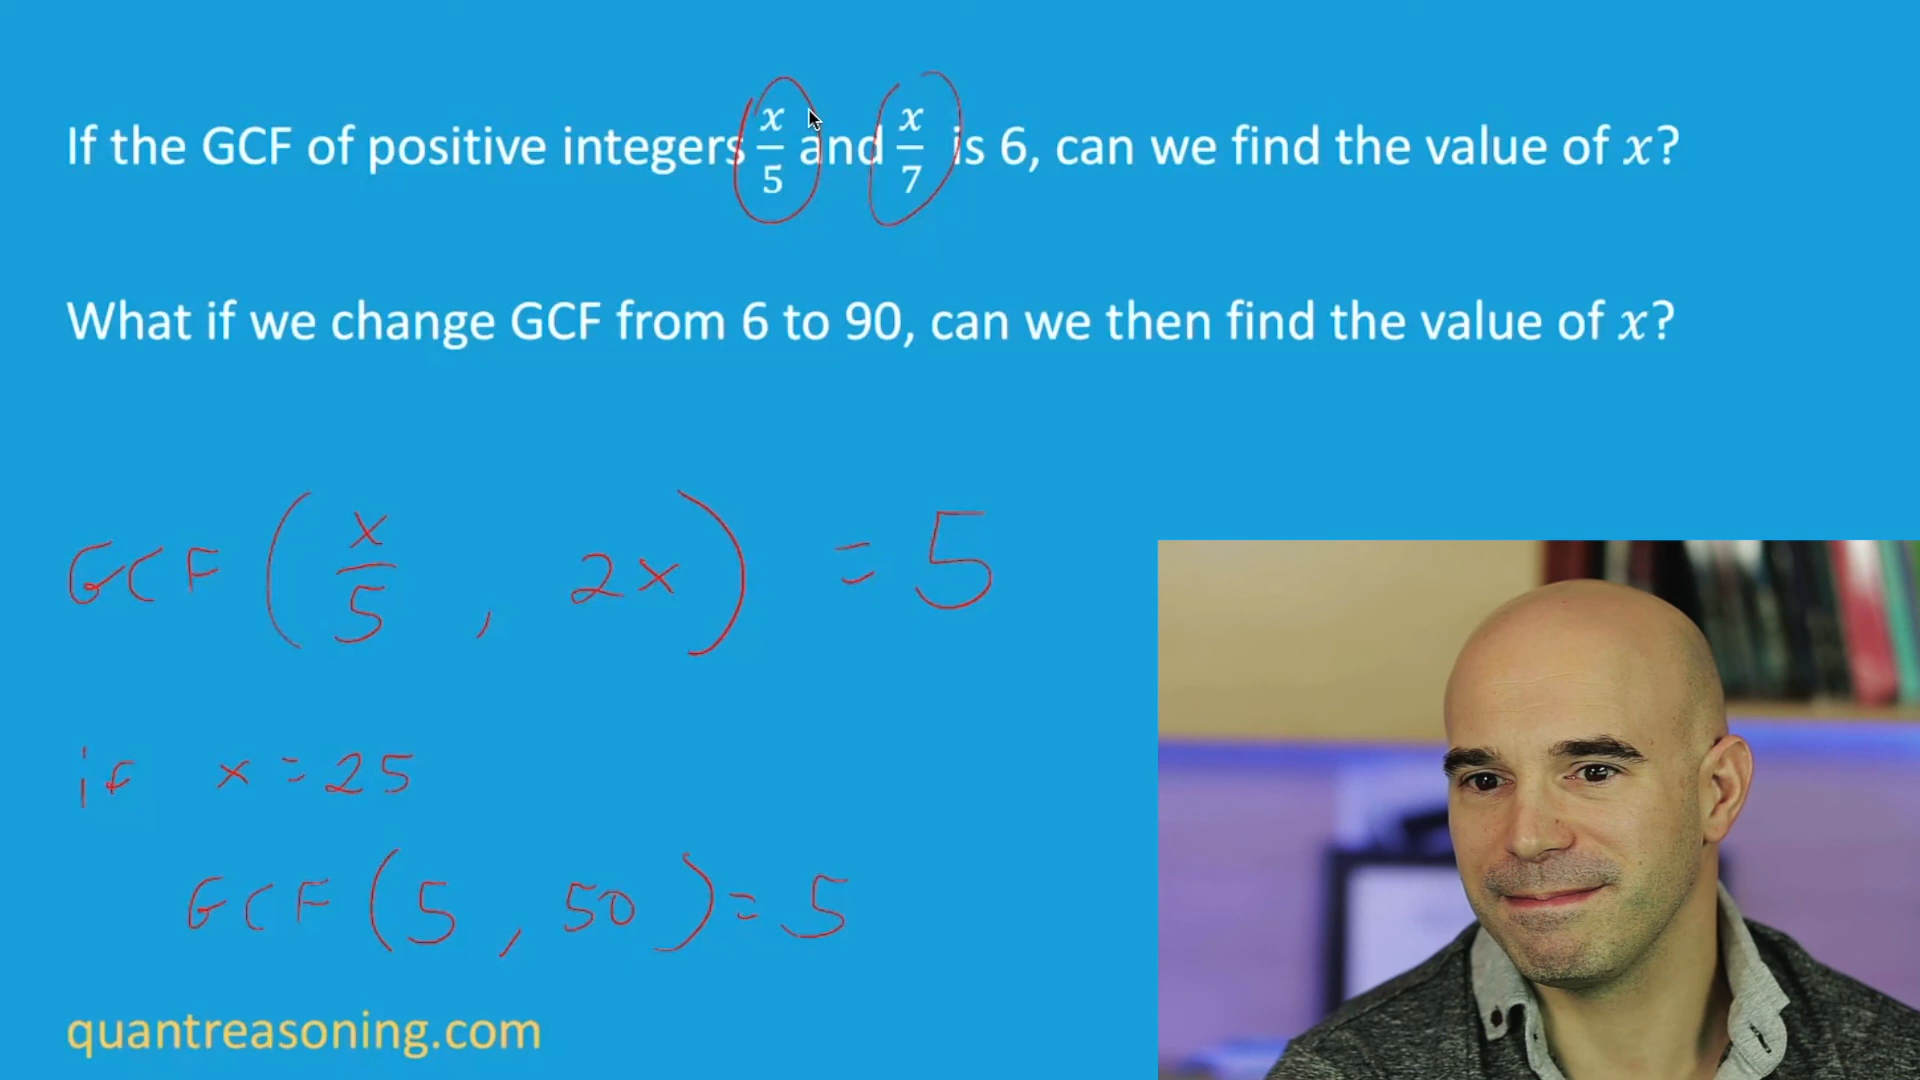 If the GCF of positive integers x/5 and x/7 is 6, can we find the value of x?
What if we change GCF from 6 to 90, can we then find the value of x?
GCF (x/5, 2x) = 5
if x = 25
GCF (5, 50) = 5
quantreasoning.com